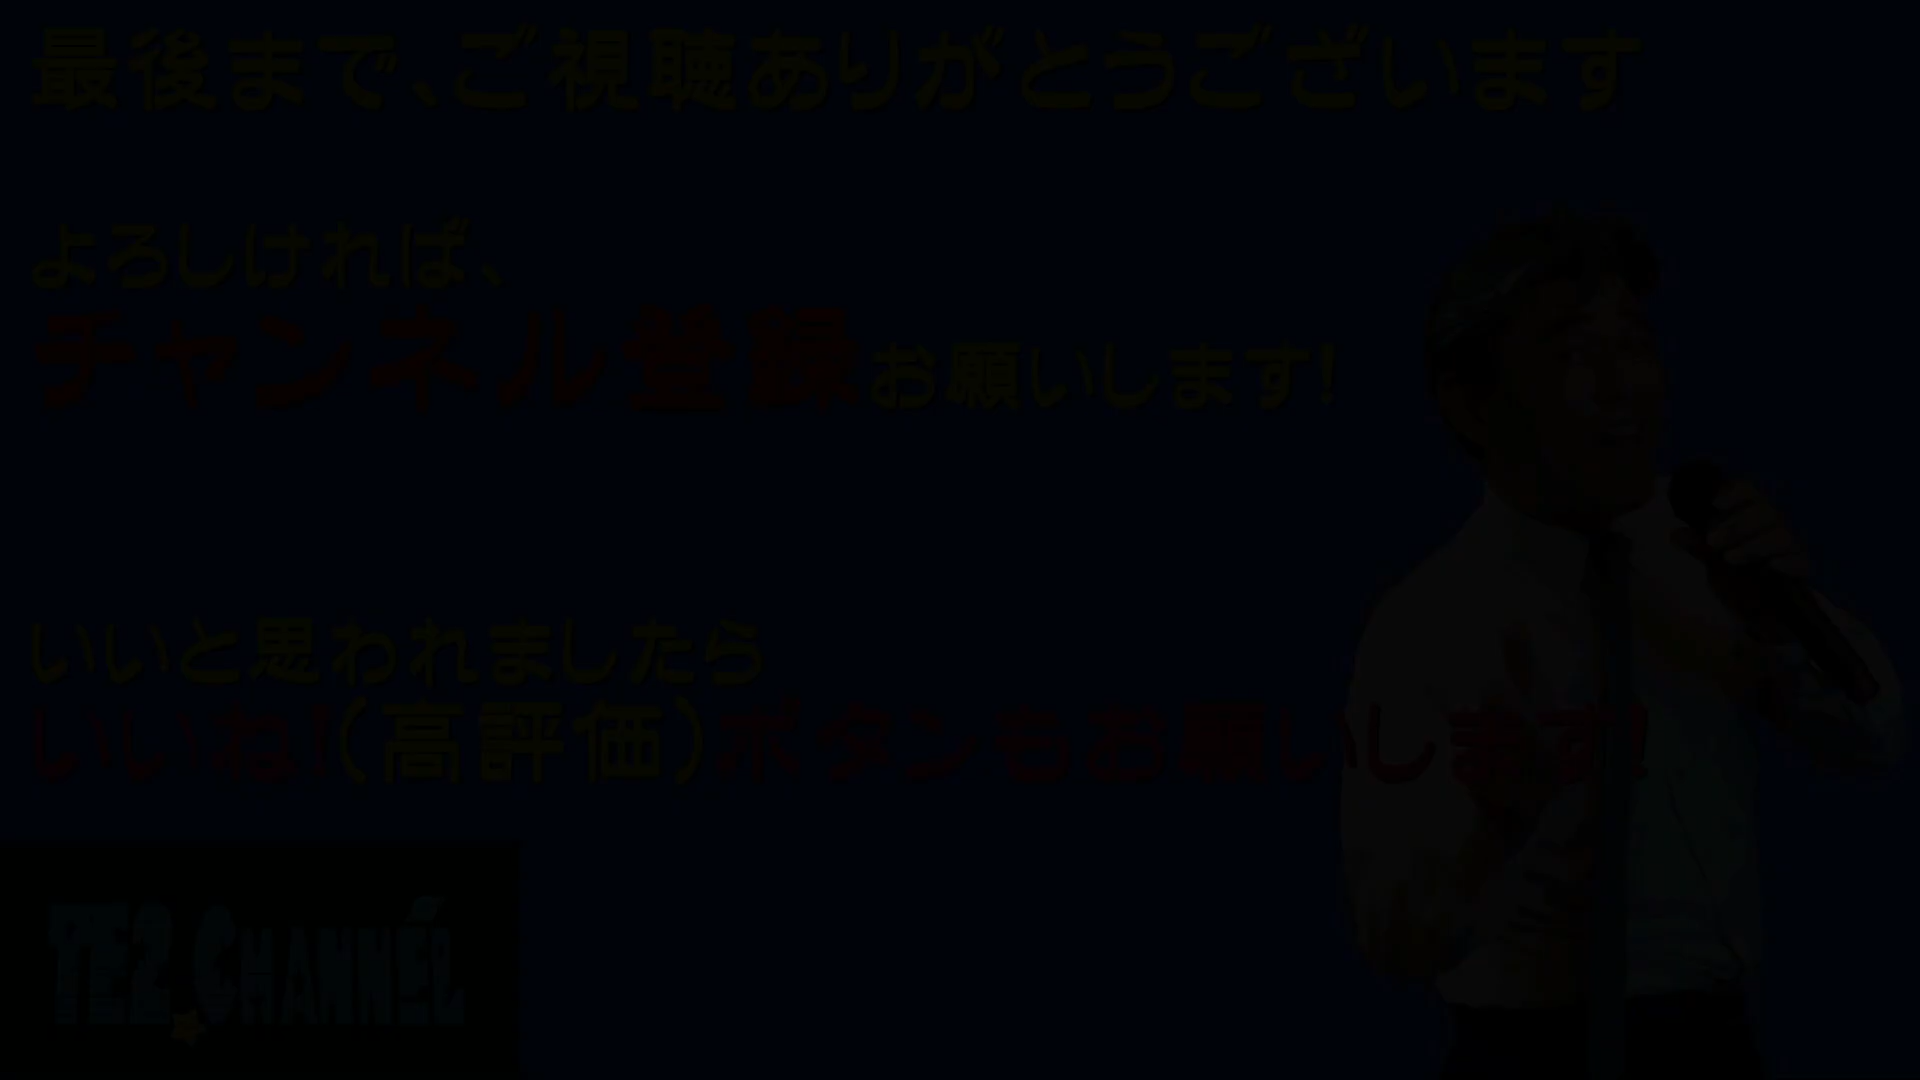 最後まで、ご視聴ありがとうございます
よろしければ、
チャンネル登録お願いします!
いいと思われましたら
いいね!(高評価)ボタンもお願いします!
TE2 CHANNEL